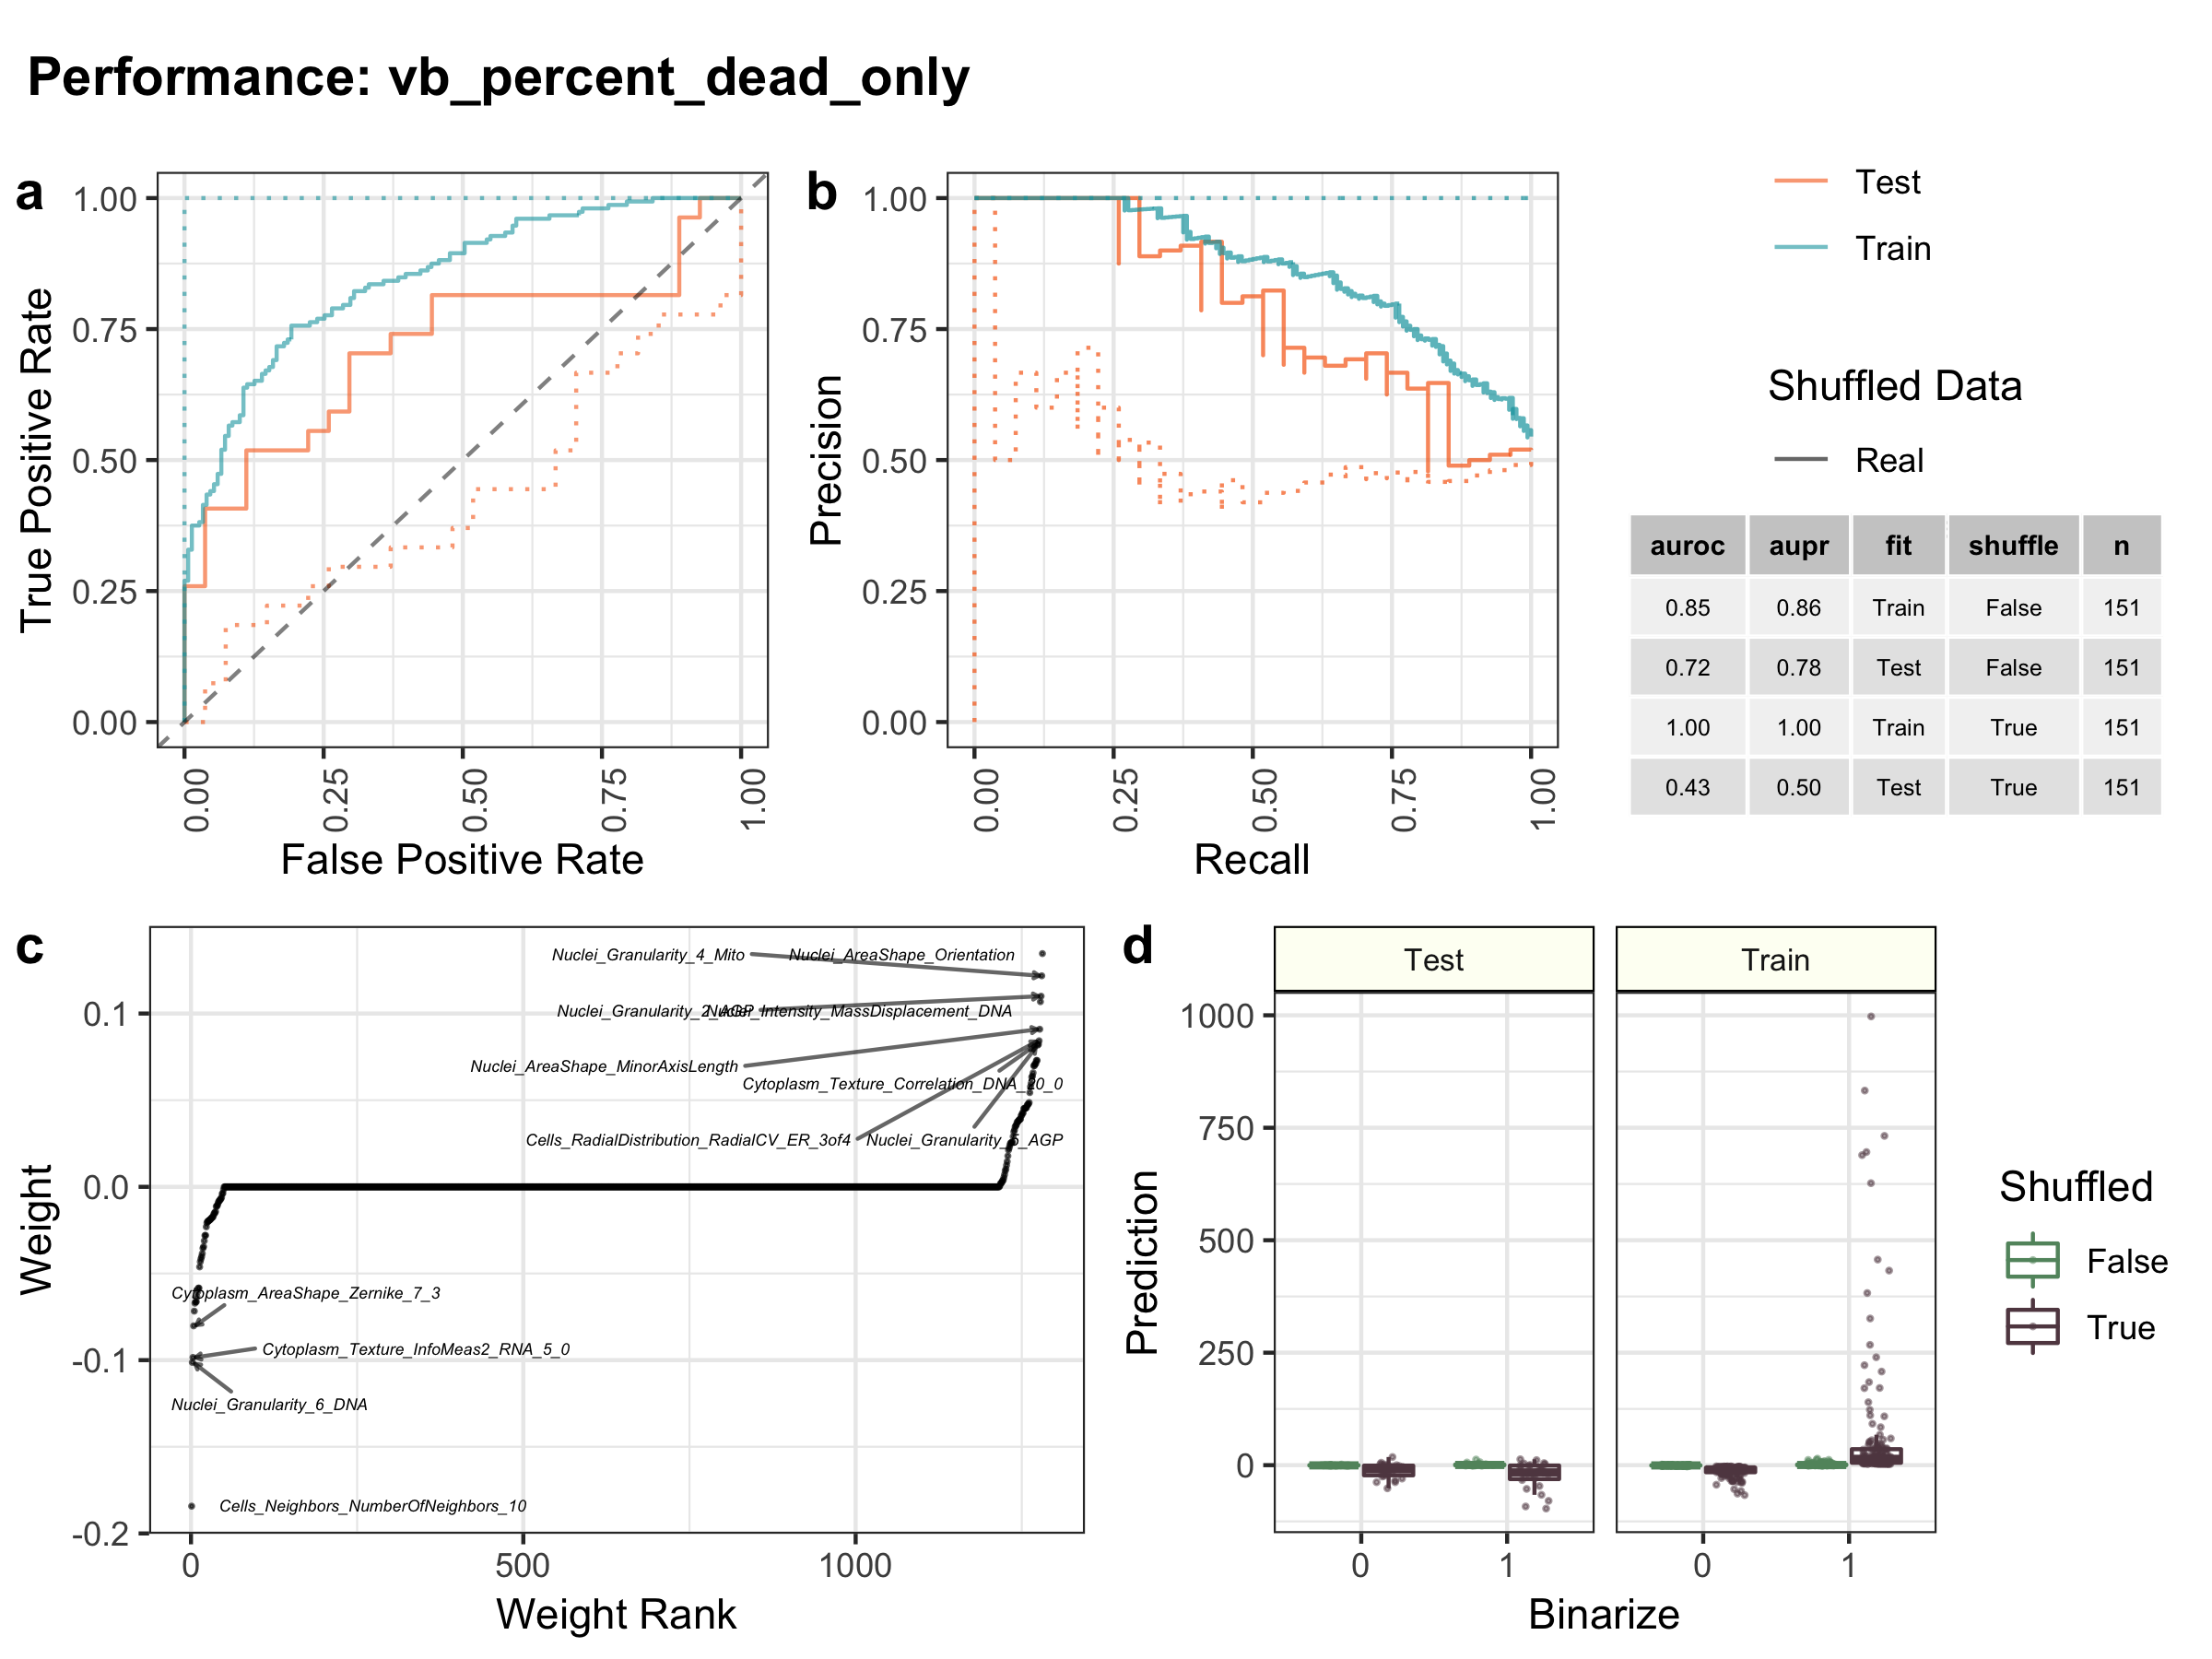 Performance: vb_percent_dead_only
a
1.00
0.75
0.50
0.25
0.00
True Positive Rate
0.00
0.25
0.50
0.75
1.00
False Positive Rate
b
1.00
0.75
0.50
0.25
0.00
Precision
0.00
0.25
0.50
0.75
1.00
Recall
Test
Train
Shuffled Data
Real
auroc aupr fit shuffle n
0.85 0.86 Train False 151
0.72 0.78 Test False 151
1.00 1.00 Train True 151
0.43 0.50 Test True 151
c
0.1
0.0
-0.1
-0.2
Weight
Nuclei_Granularity_4_Mito
Nuclei_AreaShape_Orientation
Nuclei_Granularity_2_AGP
Nuclei_Intensity_MassDisplacement_DNA
Nuclei_AreaShape_MinorAxisLength
Cytoplasm_Texture_Correlation_DNA_20_0
Cells_RadialDistribution_RadialCV_ER_3of4
Nuclei_Granularity_5_AGP
Cytoplasm_AreaShape_Zernike_7_3
Cytoplasm_Texture_InfoMeas2_RNA_5_0
Nuclei_Granularity_6_DNA
Cells_Neighbors_NumberOfNeighbors_10
0
500
1000
Weight Rank
d
Test
Train
1000
750
500
250
0
Prediction
0
1
0
1
Binarize
Shuffled
False
True